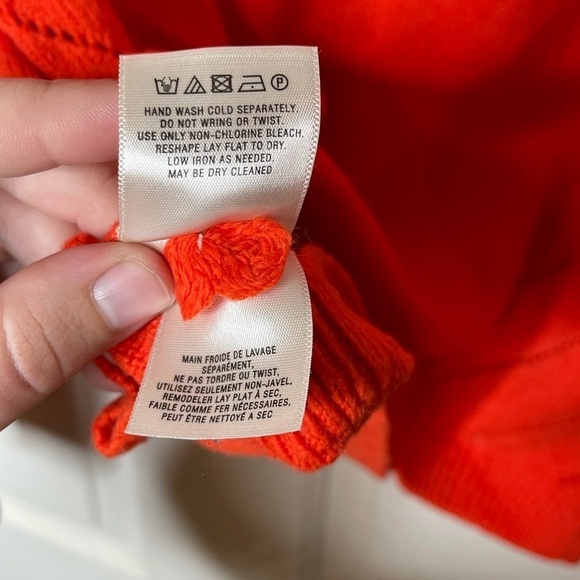 P
HAND WASH COLD SEPARATELY.
DO NOT WRING OR TWIST.
USE ONLY NON-CHLORINE BLEACH,
RESHAPE LAY FLAT TO DRY.
LOW IRON AS NEEDED.
MAY BE DRY CLEANED
MAIN FROIDE DE LAVAGE
SÉPARÉMENT,
NE PAS TORDRE OU TWIST,
UTILISEZ SEULEMENT NON-JAVEL,
REMODELER LAY PLAT À SEC,
FAIBLE COMME FER NÉCESSAIRES,
PEUT ÊTRE NETTOYÉ A SEC